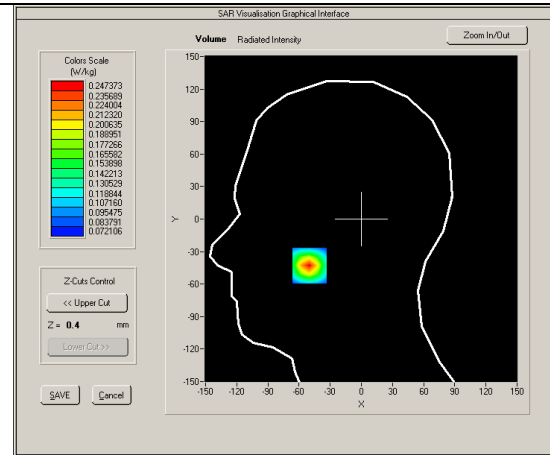 SAR Visualisation Graphical Interface
Volume Radiated Intensity
Zoom In/Out
Colors Scale
(W/kg)
0.247373
0.235689
0.224004
0.212320
0.200635
0.188951
0.177266
0.165582
0.153898
0.142213
0.130529
0.118844
0.107160
0.095475
0.083791
0.072106
Z-Cuts Control
<< Upper Cut
Z = 0.4 mm
Lower Cut >>
SAVE
Cancel
150
120
90
60
30
0
-30
-60
-90
-120
-150
Y
-150 -120 -90 -60 -30 0 30 60 90 120 150
X